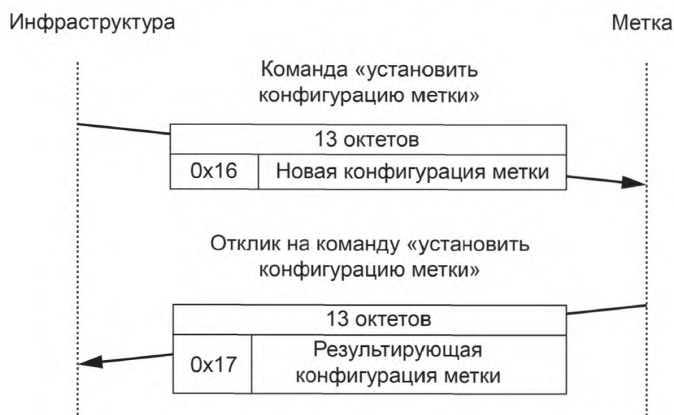 Инфраструктура
Метка
Команда «установить
конфигурацию метки»
13 октетов
0x16
Новая конфигурация метки
Отклик на команду «установить
конфигурацию метки»
13 октетов
0x17
Результирующая
конфигурация метки